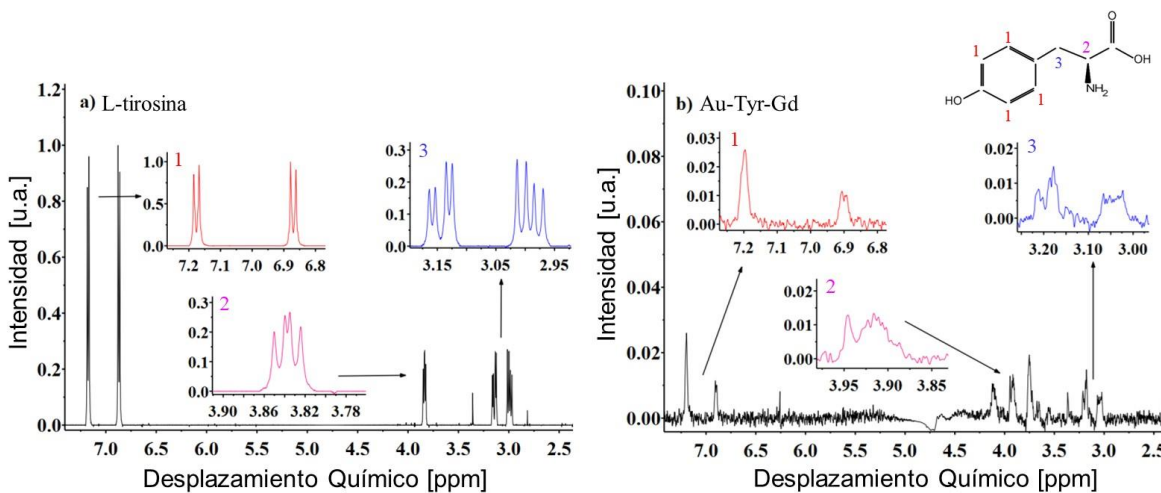 a) L-tirosina
Intensidad [u.a.]
1.2
1.0
0.8
0.6
0.4
0.2
0.0
7.0 6.5 6.0 5.5 5.0 4.5 4.0 3.5 3.0 2.5
Desplazamiento Químico [ppm]
1
1.0
0.5
0.0
7.2 7.1 7.0 6.9 6.8
3
0.3
0.2
0.1
0.0
3.15 3.05 2.95
2
0.3
0.2
0.1
0.0
3.90 3.86 3.82 3.78
b) Au-Tyr-Gd
Intensidad [u.a.]
0.10
0.08
0.06
0.04
0.02
0.00
7.0 6.5 6.0 5.5 5.0 4.5 4.0 3.5 3.0 2.5
Desplazamiento Químico [ppm]
1
0.03
0.02
0.01
0.00
7.2 7.1 7.0 6.9 6.8
2
0.02
0.01
0.00
3.95 3.90 3.85
3
0.02
0.01
0.00
3.20 3.10 3.00
O
1 2
1 OH
3
NH₂
HO 1
1